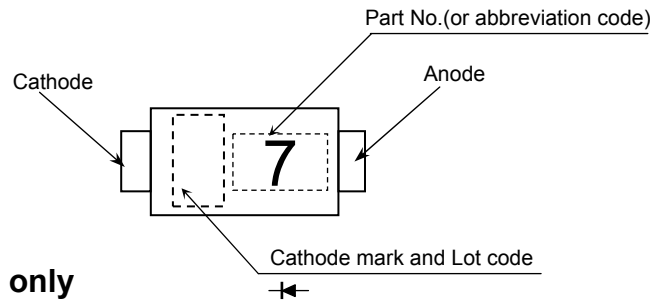 Part No.(or abbreviation code)
Cathode
Anode
7
Cathode mark and Lot code
only